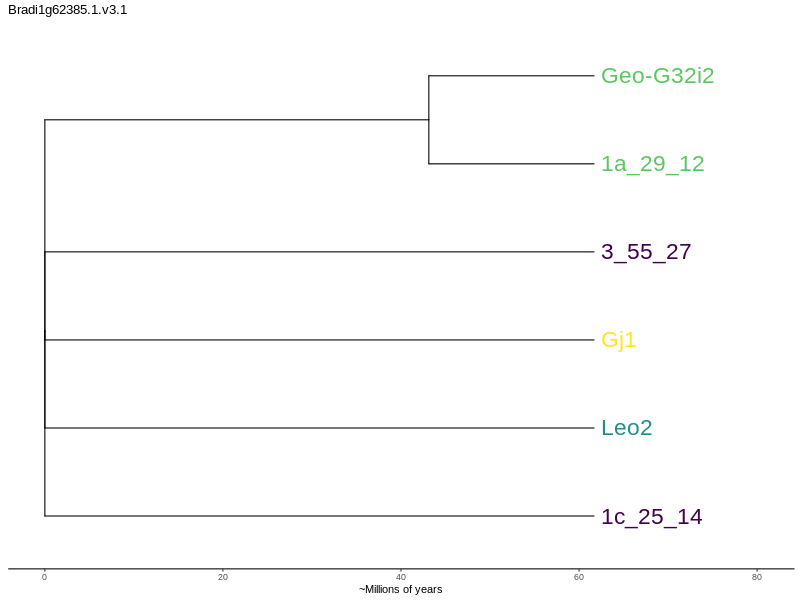 Bradi1g62385.1.v3.1
Geo-G32i2
1a_29_12
3_55_27
Gj1
Leo2
1c_25_14
0 20 40 60 80
~Millions of years